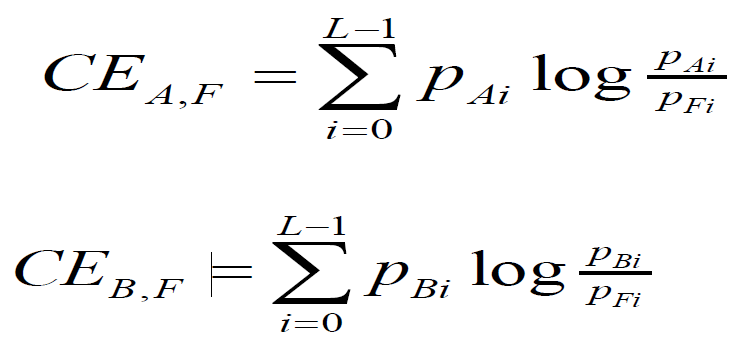 CE_{A,F} = \sum_{i=0}^{L-1} p_{Ai} \log \frac{p_{Ai}}{p_{Fi}}
CE_{B,F} |= \sum_{i=0}^{L-1} p_{Bi} \log \frac{p_{Bi}}{p_{Fi}}